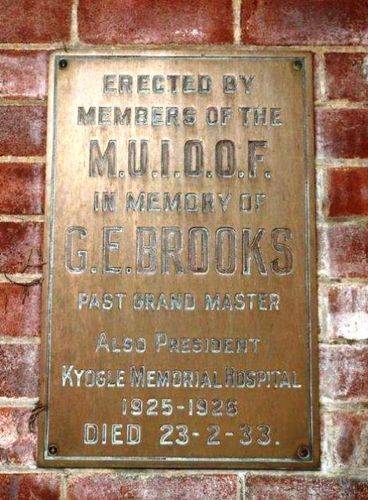 ERECTED BY
MEMBERS OF THE
M.U.I.O.O.F.
IN MEMORY OF
G.E. BROOKS
PAST GRAND MASTER
ALSO PRESIDENT
KYOGLE MEMORIAL HOSPITAL
1925-1926
DIED 23-2-33.